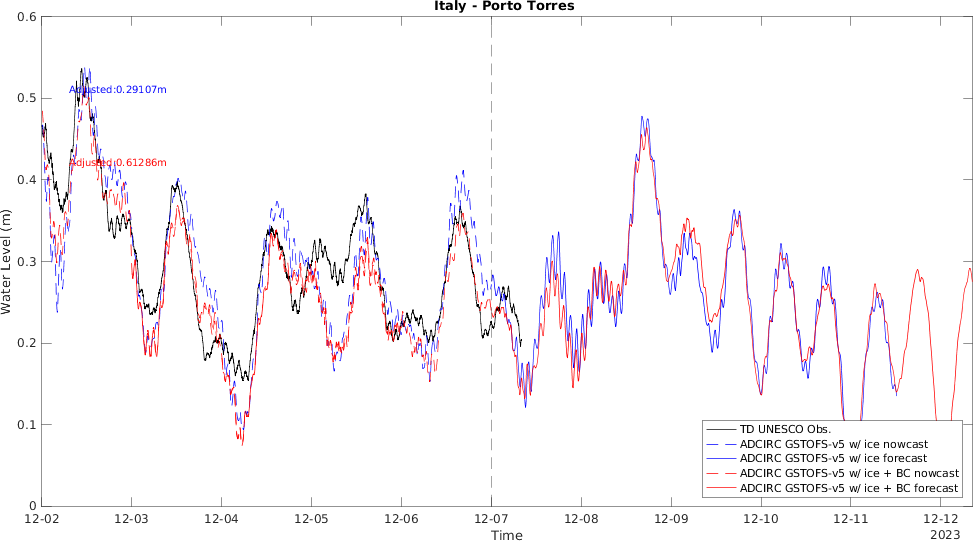 Italy - Porto Torres
Water Level (m)
0.6
0.5
0.4
0.3
0.2
0.1
0
Adjusted:0.29107m
Adjusted:0.61286m
TD UNESCO Obs.
ADCIRC GSTOFS-v5 w/ ice nowcast
ADCIRC GSTOFS-v5 w/ ice forecast
ADCIRC GSTOFS-v5 w/ ice + BC nowcast
ADCIRC GSTOFS-v5 w/ ice + BC forecast
12-02 12-03 12-04 12-05 12-06 12-07 12-08 12-09 12-10 12-11 12-12
Time
2023